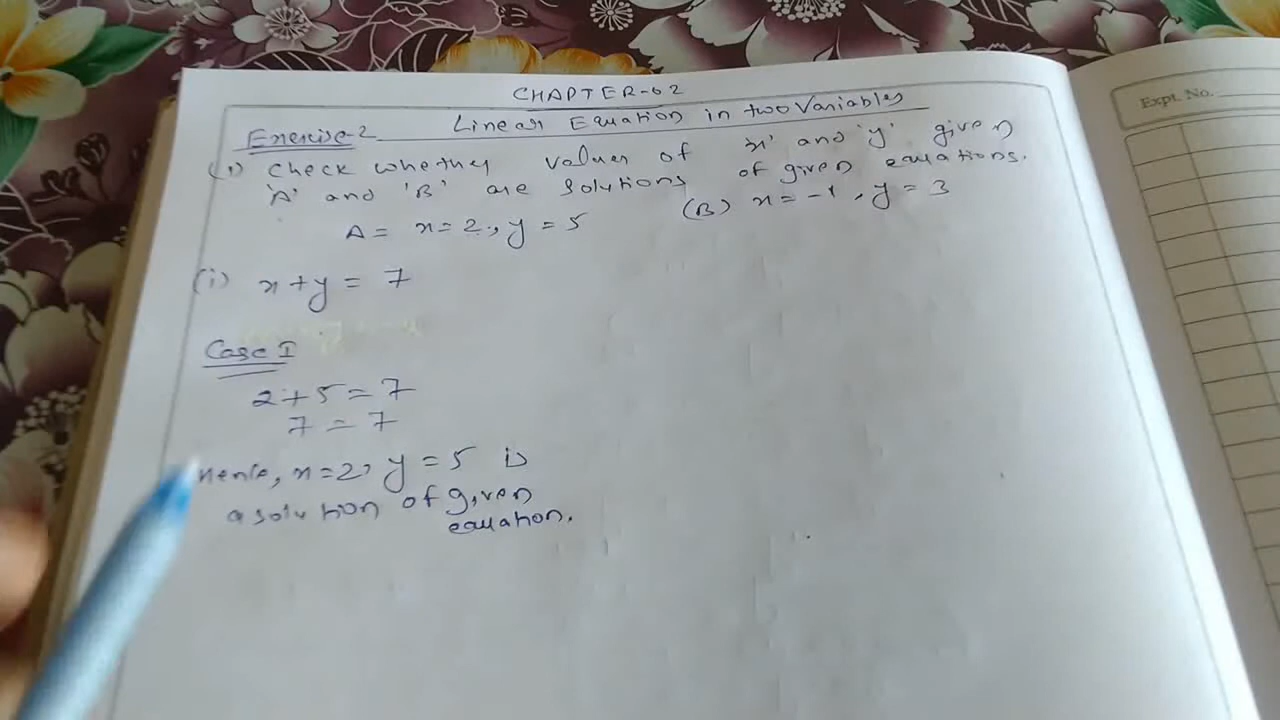 CHAPTER-02
Linear Equation in two Variables
Exercise-2
(1) Check whether values of 'x' and 'y' given
'A' and 'B' are solutions of given equations.
A = x=2, y=5 (B) x=-1, y=3
(i) x+y = 7
Case I
2+5=7
7=7
Hence, x=2, y=5 is
a solution of given
equation.
Expt. No.